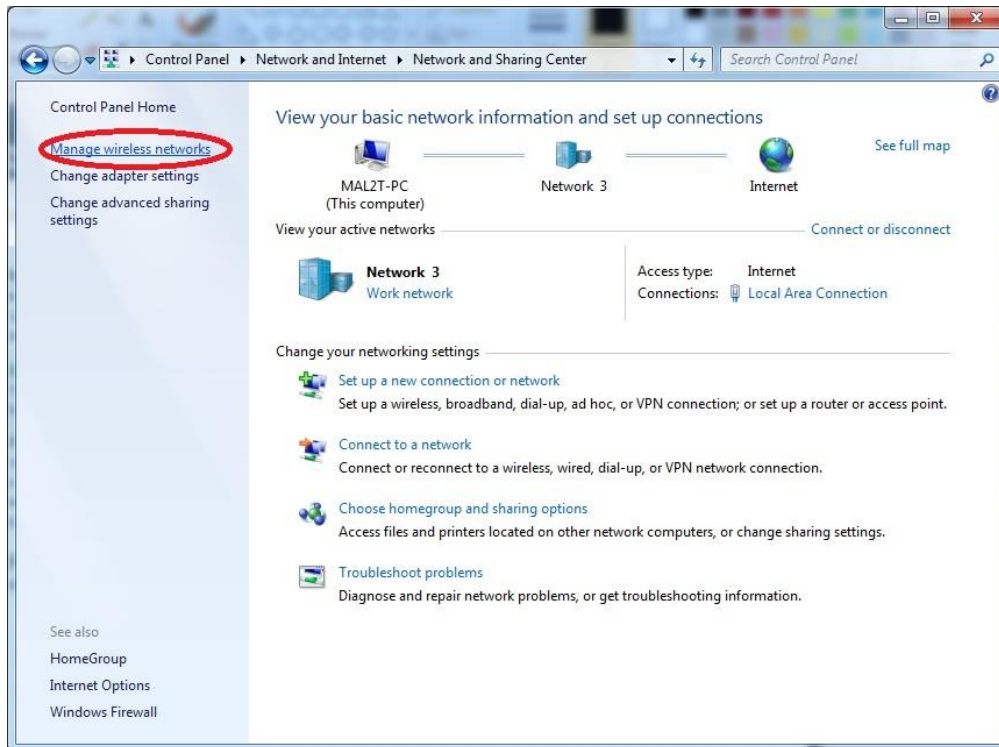 Control Panel ▸ Network and Internet ▸ Network and Sharing Center
Search Control Panel
Control Panel Home
Manage wireless networks
Change adapter settings
Change advanced sharing
settings
See also
HomeGroup
Internet Options
Windows Firewall
View your basic network information and set up connections
See full map
MAL2T-PC
(This computer)
Network 3
Internet
View your active networks
Connect or disconnect
Network 3
Work network
Access type: Internet
Connections: Local Area Connection
Change your networking settings
Set up a new connection or network
Set up a wireless, broadband, dial-up, ad hoc, or VPN connection; or set up a router or access point.
Connect to a network
Connect or reconnect to a wireless, wired, dial-up, or VPN network connection.
Choose homegroup and sharing options
Access files and printers located on other network computers, or change sharing settings.
Troubleshoot problems
Diagnose and repair network problems, or get troubleshooting information.